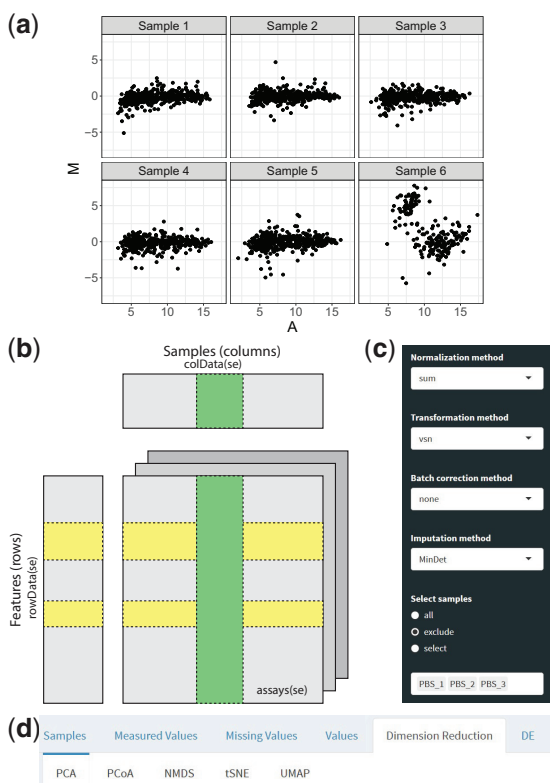 (a)
Sample 1 Sample 2 Sample 3
5
0
−5
Sample 4 Sample 5 Sample 6
5
0
−5
M
5 10 15 5 10 15 5 10 15
A
(b)
Samples (columns)
colData(se)
Features (rows)
rowData(se)
assays(se)
(c)
Normalization method
sum
Transformation method
vsn
Batch correction method
none
Imputation method
MinDet
Select samples
all
exclude
select
PBS_1 PBS_2 PBS_3
(d)
Samples Measured Values Missing Values Values Dimension Reduction DE
PCA PCoA NMDS tSNE UMAP